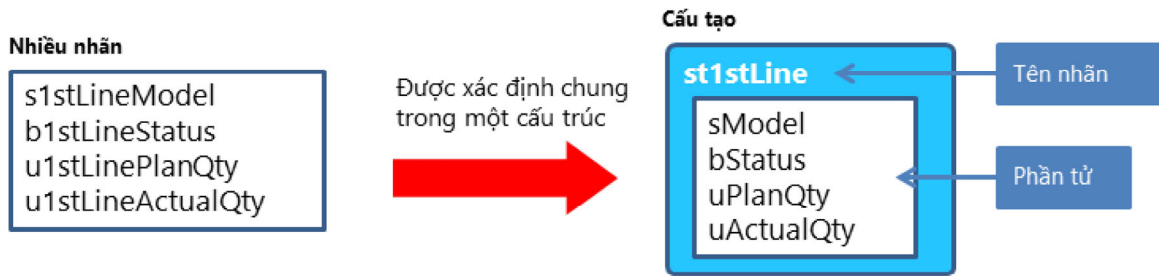 Nhiều nhãn
s1stLineModel
b1stLineStatus
u1stLinePlanQty
u1stLineActualQty
Được xác định chung
trong một cấu trúc
Cấu tạo
st1stLine
sModel
bStatus
uPlanQty
uActualQty
Tên nhãn
Phần tử